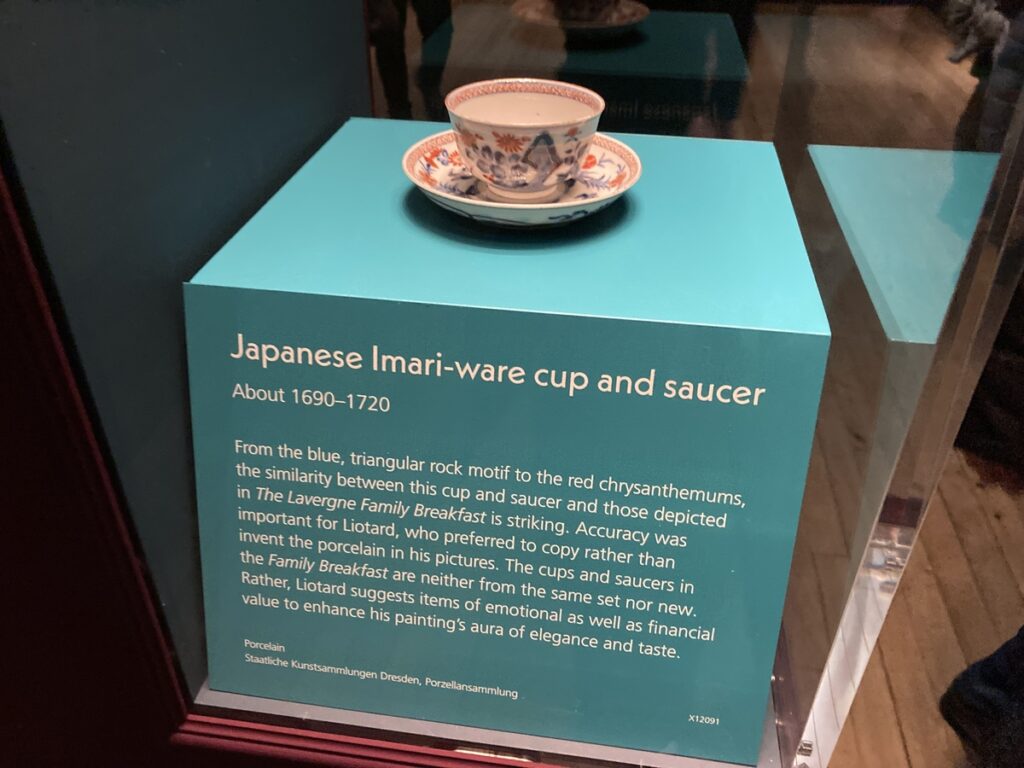 Japanese Imari-ware cup and saucer
About 1690–1720
From the blue, triangular rock motif to the red chrysanthemums,
the similarity between this cup and saucer and those depicted
in The Lavergne Family Breakfast is striking. Accuracy was
important for Liotard, who preferred to copy rather than
invent the porcelain in his pictures. The cups and saucers in
the Family Breakfast are neither from the same set nor new.
Rather, Liotard suggests items of emotional as well as financial
value to enhance his painting's aura of elegance and taste.
Porcelain
Staatliche Kunstsammlungen Dresden, Porzellansammlung
X12091